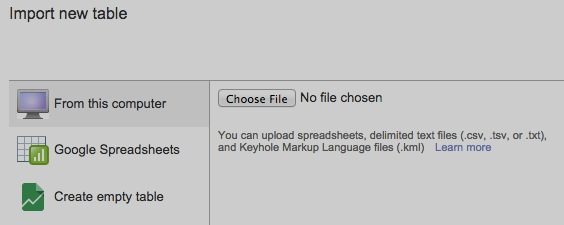 Import new table
From this computer
Choose File No file chosen
You can upload spreadsheets, delimited text files (.csv, .tsv, or .txt),
and Keyhole Markup Language files (.kml) Learn more
Google Spreadsheets
Create empty table